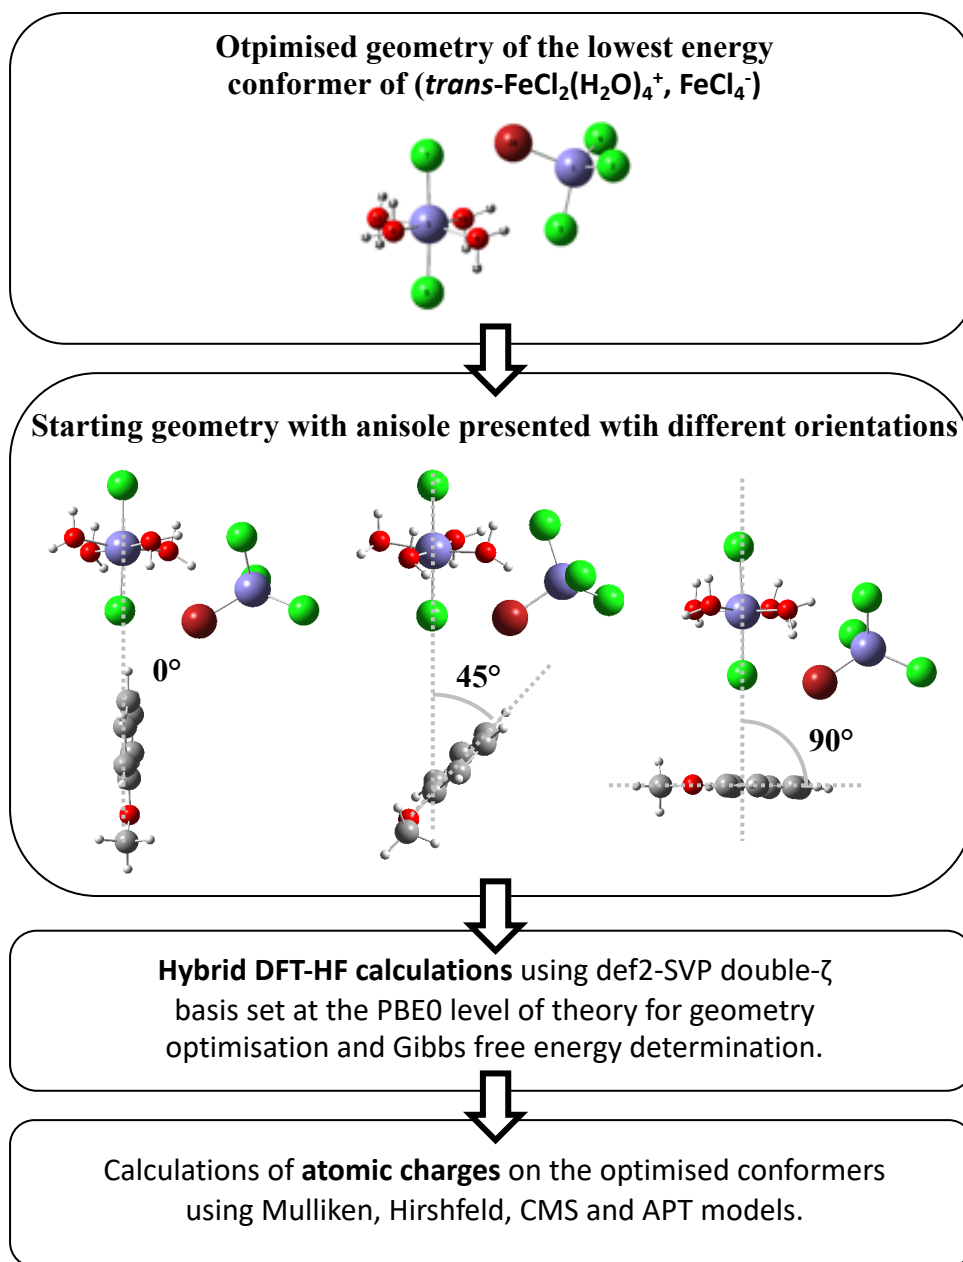 Otpimised geometry of the lowest energy
conformer of (trans-FeCl₂(H₂O)₄⁺, FeCl₄⁻)
Starting geometry with anisole presented wtih different orientations
0°
45°
90°
Hybrid DFT-HF calculations using def2-SVP double-ζ
basis set at the PBE0 level of theory for geometry
optimisation and Gibbs free energy determination.
Calculations of atomic charges on the optimised conformers
using Mulliken, Hirshfeld, CMS and APT models.